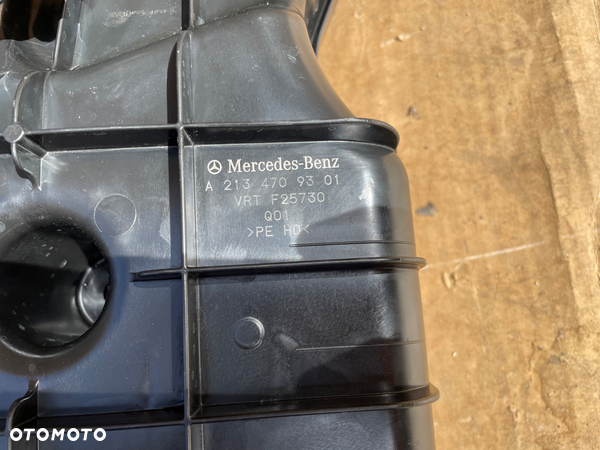 Mercedes-Benz
A 213 470 93 01
VRT F25730
Q01
>PE HD<
OTOMOTO